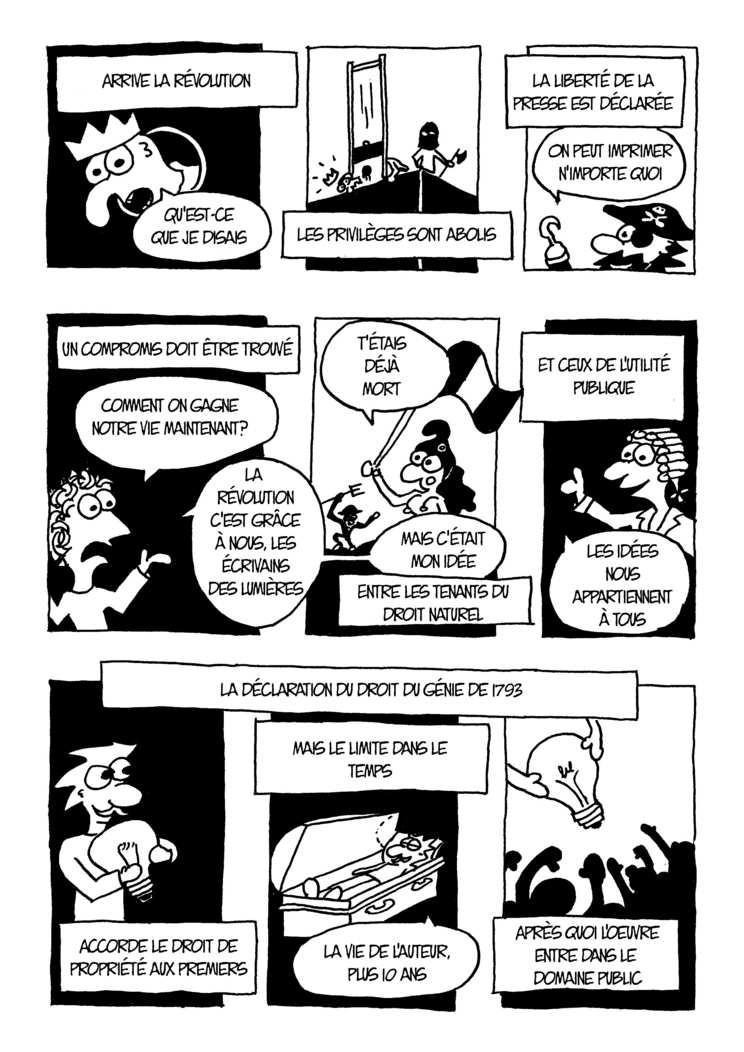 ARRIVE LA RÉVOLUTION
QU'EST-CE
QUE JE DISAIS
LES PRIVILÈGES SONT ABOLIS
LA LIBERTÉ DE LA
PRESSE EST DÉCLARÉE
ON PEUT IMPRIMER
N'IMPORTE QUOI
UN COMPROMIS DOIT ÊTRE TROUVÉ
COMMENT ON GAGNE
NOTRE VIE MAINTENANT?
LA
RÉVOLUTION
C'EST GRÂCE
À NOUS, LES
ÉCRIVAINS
DES LUMIÈRES
T'ÉTAIS
DÉJÀ
MORT
MAIS C'ÉTAIT
MON IDÉE
ENTRE LES TENANTS DU
DROIT NATUREL
ET CEUX DE L'UTILITÉ
PUBLIQUE
LES IDÉES
NOUS
APPARTIENNENT
À TOUS
LA DÉCLARATION DU DROIT DU GÉNIE DE 1793
ACCORDE LE DROIT DE
PROPRIÉTÉ AUX PREMIERS
MAIS LE LIMITE DANS LE
TEMPS
LA VIE DE L'AUTEUR,
PLUS 10 ANS
APRÈS QUOI L'OEUVRE
ENTRE DANS LE
DOMAINE PUBLIC